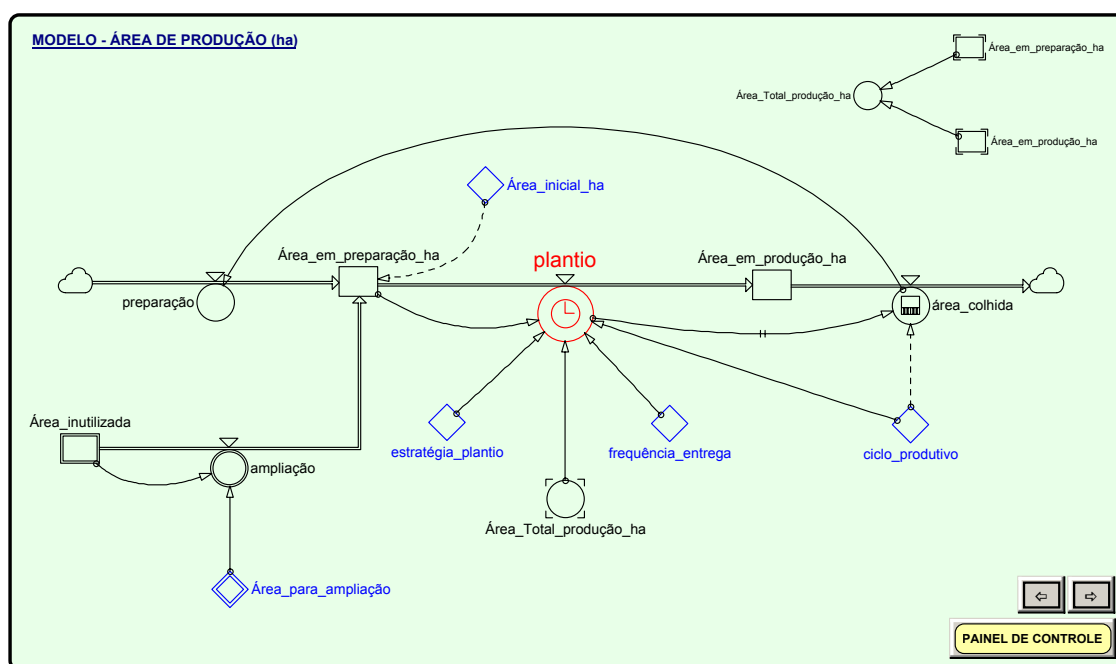 MODELO - ÁREA DE PRODUÇÃO (ha)
Área_em_preparação_ha
Área_Total_produção_ha
Área_em_produção_ha
Área_inicial_ha
Área_em_preparação_ha
plantio
Área_em_produção_ha
preparação
área_colhida
Área_inutilizada
ampliação
estratégia_plantio
frequência_entrega
ciclo_produtivo
Área_Total_produção_ha
Área_para_ampliação
PAINEL DE CONTROLE